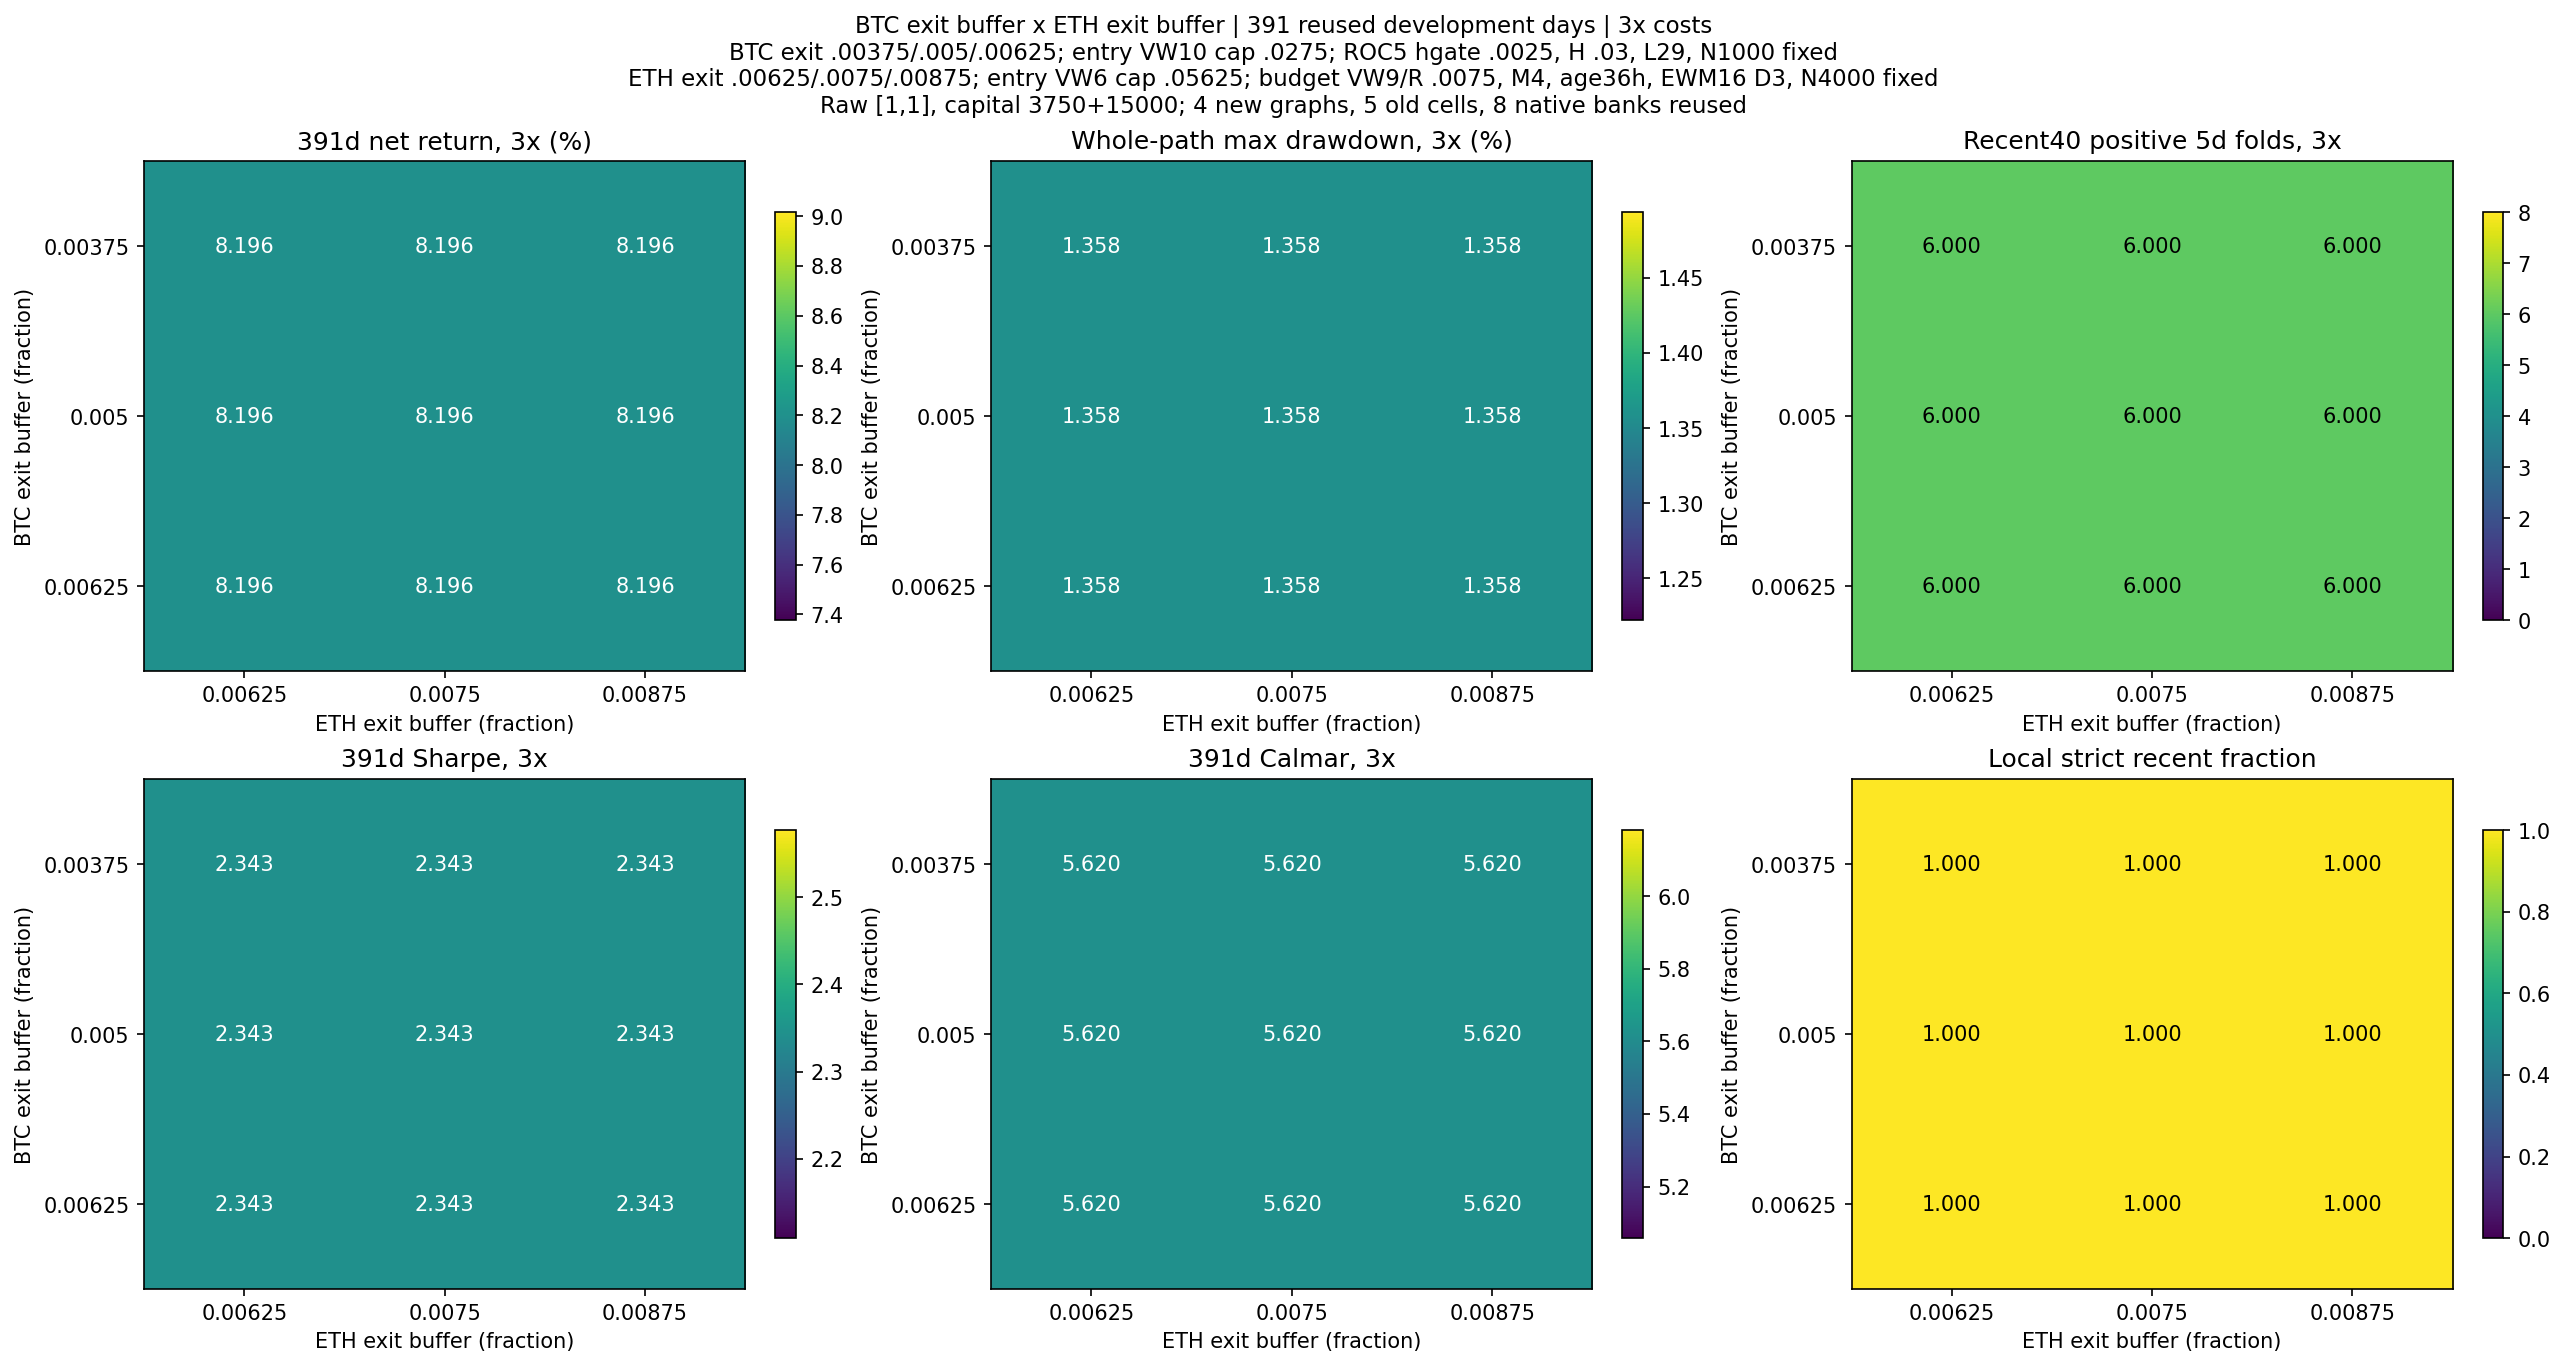 BTC exit buffer x ETH exit buffer | 391 reused development days | 3x costs
BTC exit .00375/.005/.00625; entry VW10 cap .0275; ROC5 hgate .0025, H .03, L29, N1000 fixed
ETH exit .00625/.0075/.00875; entry VW6 cap .05625; budget VW9/R .0075, M4, age36h, EWM16 D3, N4000 fixed
Raw [1,1], capital 3750+15000; 4 new graphs, 5 old cells, 8 native banks reused
391d net return, 3x (%)
BTC exit buffer (fraction)
0.00375
0.005
0.00625
8.196 8.196 8.196
8.196 8.196 8.196
8.196 8.196 8.196
0.00625 0.0075 0.00875
ETH exit buffer (fraction)
9.0
8.8
8.6
8.4
8.2
8.0
7.8
7.6
7.4
Whole-path max drawdown, 3x (%)
BTC exit buffer (fraction)
0.00375
0.005
0.00625
1.358 1.358 1.358
1.358 1.358 1.358
1.358 1.358 1.358
0.00625 0.0075 0.00875
ETH exit buffer (fraction)
1.45
1.40
1.35
1.30
1.25
Recent40 positive 5d folds, 3x
BTC exit buffer (fraction)
0.00375
0.005
0.00625
6.000 6.000 6.000
6.000 6.000 6.000
6.000 6.000 6.000
0.00625 0.0075 0.00875
ETH exit buffer (fraction)
8
7
6
5
4
3
2
1
0
391d Sharpe, 3x
BTC exit buffer (fraction)
0.00375
0.005
0.00625
2.343 2.343 2.343
2.343 2.343 2.343
2.343 2.343 2.343
0.00625 0.0075 0.00875
ETH exit buffer (fraction)
2.5
2.4
2.3
2.2
391d Calmar, 3x
BTC exit buffer (fraction)
0.00375
0.005
0.00625
5.620 5.620 5.620
5.620 5.620 5.620
5.620 5.620 5.620
0.00625 0.0075 0.00875
ETH exit buffer (fraction)
6.0
5.8
5.6
5.4
5.2
Local strict recent fraction
BTC exit buffer (fraction)
0.00375
0.005
0.00625
1.000 1.000 1.000
1.000 1.000 1.000
1.000 1.000 1.000
0.00625 0.0075 0.00875
ETH exit buffer (fraction)
1.0
0.8
0.6
0.4
0.2
0.0